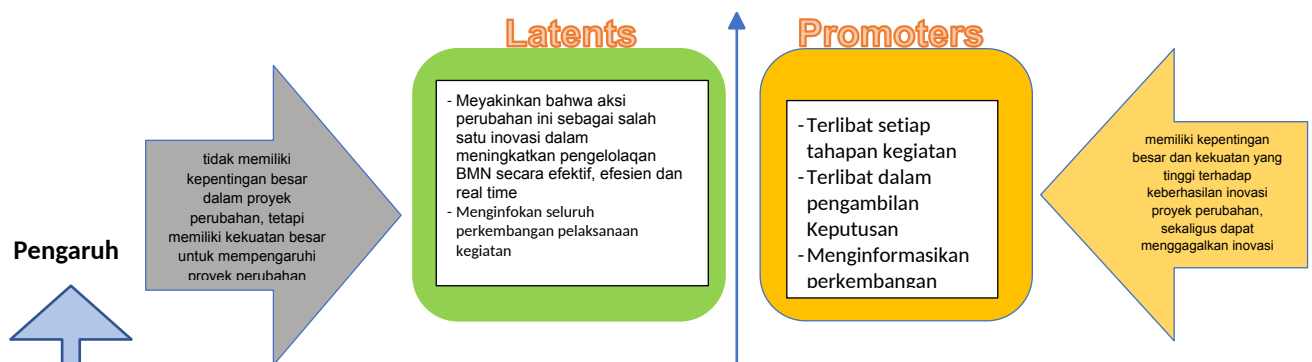 Latents
Promoters
- Meyakinkan bahwa aksi
perubahan ini sebagai salah
satu inovasi dalam
meningkatkan pengelolaqan
BMN secara efektif, efesien dan
real time
- Menginfokan seluruh
perkembangan pelaksanaan
kegiatan
-Terlibat setiap
tahapan kegiatan
-Terlibat dalam
pengambilan
Keputusan
-Menginformasikan
perkembangan
tidak memiliki
kepentingan besar
dalam proyek
perubahan, tetapi
memiliki kekuatan besar
untuk mempengaruhi
proyek perubahan
memiliki kepentingan
besar dan kekuatan yang
tinggi terhadap
keberhasilan inovasi
proyek perubahan,
sekaligus dapat
menggagalkan inovasi
Pengaruh